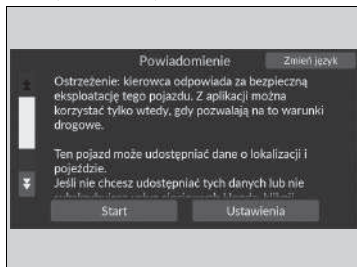 Powiadomienie
Zmień język
Ostrzeżenie: kierowca odpowiada za bezpieczną
eksploatację tego pojazdu. Z aplikacji można
korzystać tylko wtedy, gdy pozwalają na to warunki
drogowe.
Ten pojazd może udostępniać dane o lokalizacji i
pojeździe.
Jeśli nie chcesz udostępniać tych danych lub nie
Start
Ustawienia